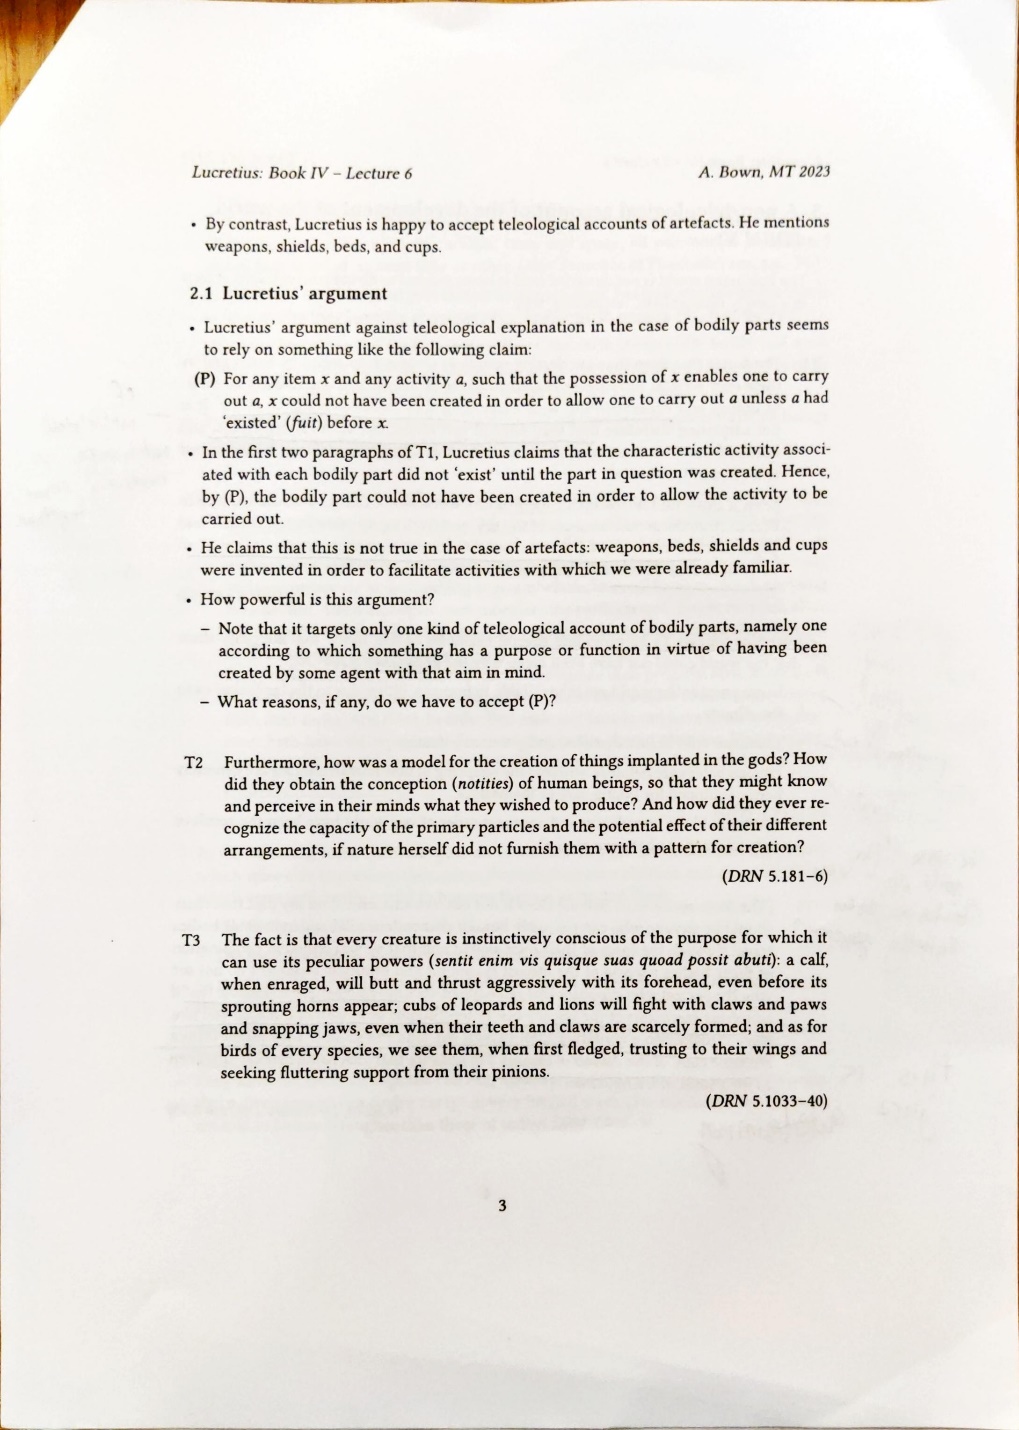 Lucretius: Book IV – Lecture 6
A. Bown, MT 2023
• By contrast, Lucretius is happy to accept teleological accounts of artefacts. He mentions
weapons, shields, beds, and cups.
2.1 Lucretius' argument
• Lucretius' argument against teleological explanation in the case of bodily parts seems
to rely on something like the following claim:
(P) For any item x and any activity a, such that the possession of x enables one to carry
out a, x could not have been created in order to allow one to carry out a unless a had
'existed' (fuit) before x.
• In the first two paragraphs of T1, Lucretius claims that the characteristic activity associ-
ated with each bodily part did not 'exist' until the part in question was created. Hence,
by (P), the bodily part could not have been created in order to allow the activity to be
carried out.
• He claims that this is not true in the case of artefacts: weapons, beds, shields and cups
were invented in order to facilitate activities with which we were already familiar.
• How powerful is this argument?
– Note that it targets only one kind of teleological account of bodily parts, namely one
according to which something has a purpose or function in virtue of having been
created by some agent with that aim in mind.
– What reasons, if any, do we have to accept (P)?
T2 Furthermore, how was a model for the creation of things implanted in the gods? How
did they obtain the conception (notities) of human beings, so that they might know
and perceive in their minds what they wished to produce? And how did they ever re-
cognize the capacity of the primary particles and the potential effect of their different
arrangements, if nature herself did not furnish them with a pattern for creation?
(DRN 5.181–6)
T3 The fact is that every creature is instinctively conscious of the purpose for which it
can use its peculiar powers (sentit enim vis quisque suas quoad possit abuti): a calf,
when enraged, will butt and thrust aggressively with its forehead, even before its
sprouting horns appear; cubs of leopards and lions will fight with claws and paws
and snapping jaws, even when their teeth and claws are scarcely formed; and as for
birds of every species, we see them, when first fledged, trusting to their wings and
seeking fluttering support from their pinions.
(DRN 5.1033–40)
3